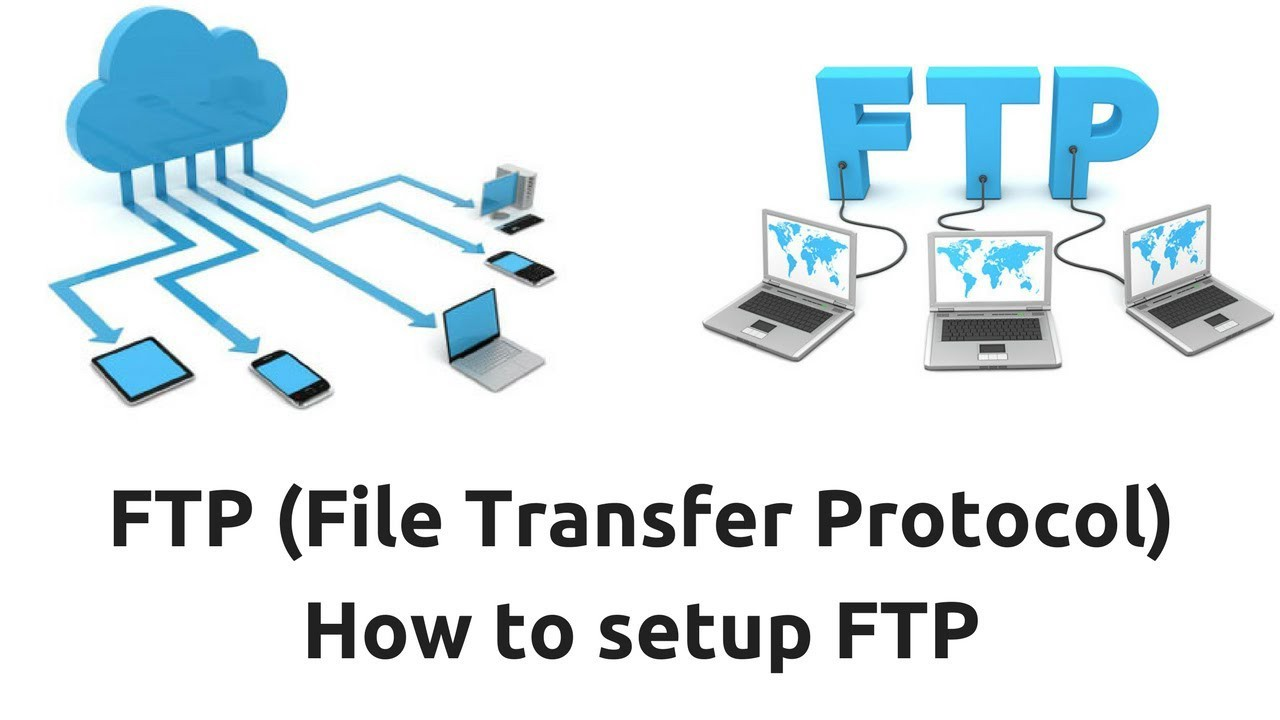 FTP
FTP (File Transfer Protocol)
How to setup FTP